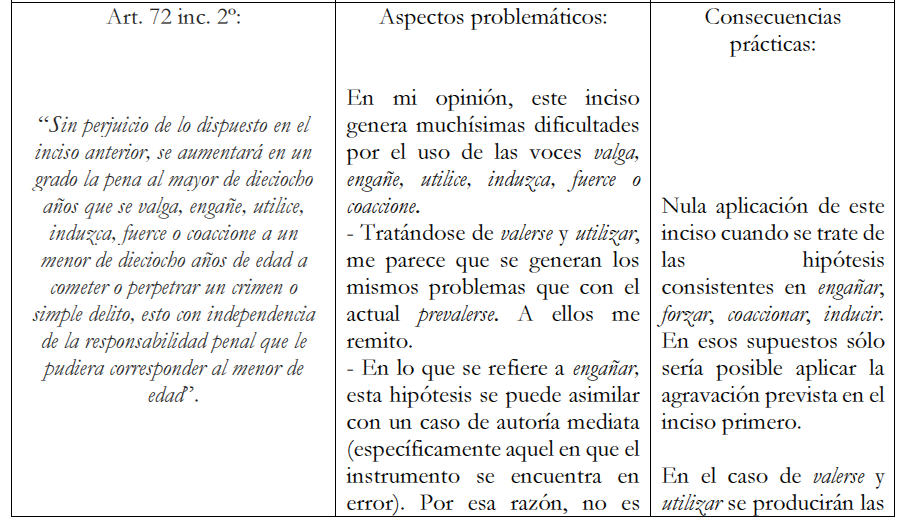 Art. 72 inc. 2º:
“Sin perjuicio de lo dispuesto en el
inciso anterior, se aumentará en un
grado la pena al mayor de dieciocho
años que se valga, engañe, utilice,
induzca, fuerce o coaccione a un
menor de dieciocho años de edad a
cometer o perpetrar un crimen o
simple delito, esto con independencia
de la responsabilidad penal que le
pudiera corresponder al menor de
edad”.
Aspectos problemáticos:
En mi opinión, este inciso
genera muchísimas dificultades
por el uso de las voces valga,
engañe, utilice, induzca, fuerce o
coaccione.
- Tratándose de valerse y utilizar,
me parece que se generan los
mismos problemas que con el
actual prevalerse. A ellos me
remito.
- En lo que se refiere a engañar,
esta hipótesis se puede asimilar
con un caso de autoría mediata
(específicamente aquel en que el
instrumento se encuentra en
error). Por esa razón, no es
Consecuencias
prácticas:
Nula aplicación de este
inciso cuando se trate de
las hipótesis
consistentes en engañar,
forzar, coaccionar, inducir.
En esos supuestos sólo
sería posible aplicar la
agravación prevista en el
inciso primero.
En el caso de valerse y
utilizar se producirán las